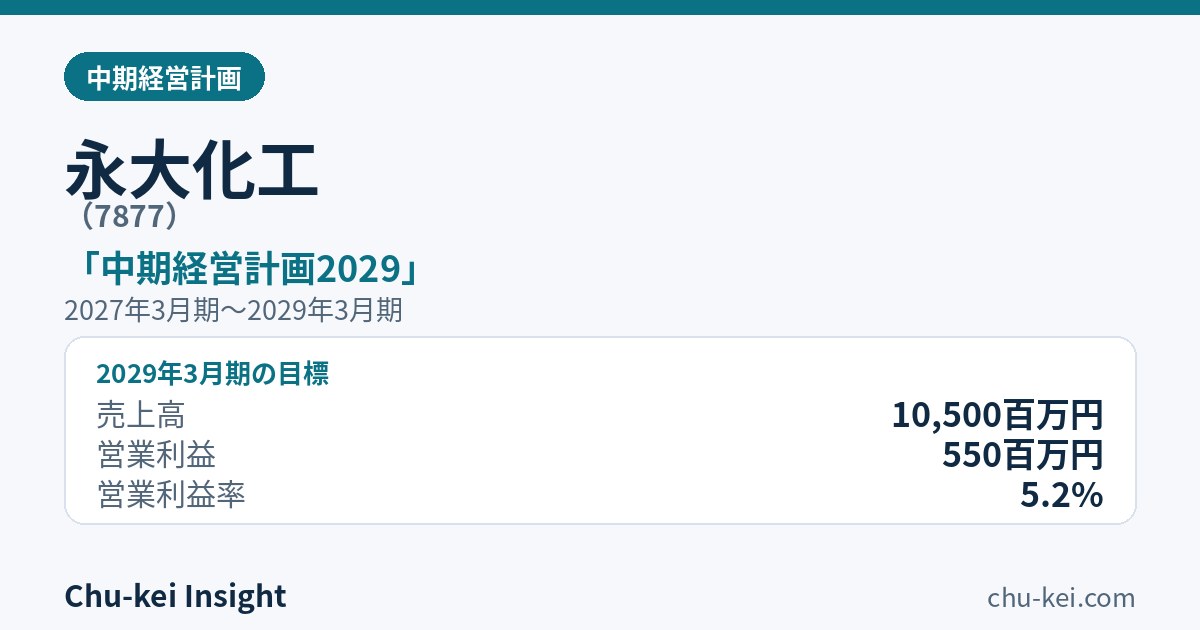 中期経営計画
永大化工
（7877）
「中期経営計画2029」
2027年3月期〜2029年3月期
2029年3月期の目標
売上高 10,500百万円
営業利益 550百万円
営業利益率 5.2%
Chu-kei Insight chu-kei.com